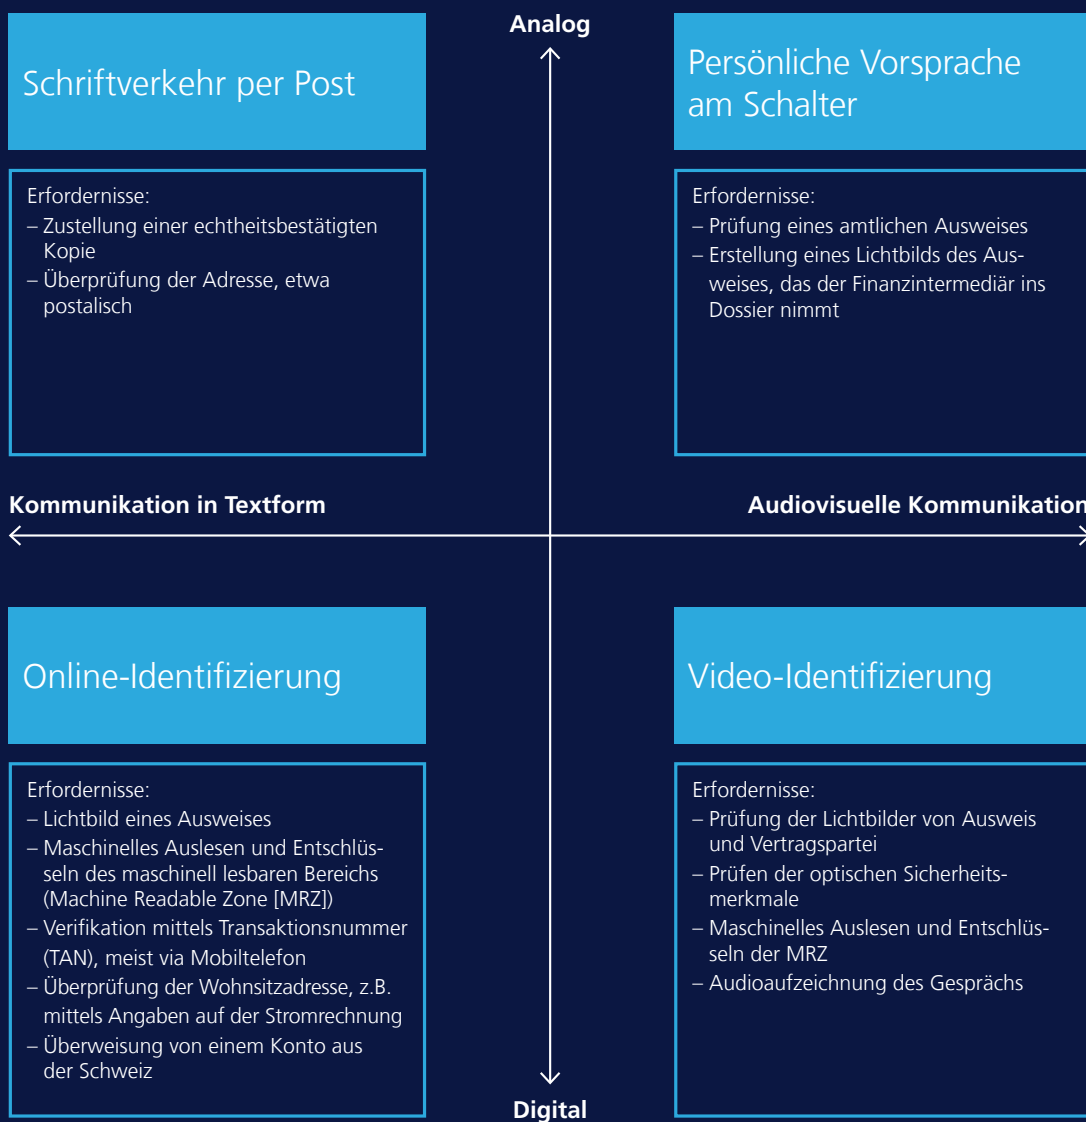 Analog
Schriftverkehr per Post
Erfordernisse:
– Zustellung einer echtheitsbestätigten
Kopie
– Überprüfung der Adresse, etwa
postalisch
Persönliche Vorsprache
am Schalter
Erfordernisse:
– Prüfung eines amtlichen Ausweises
– Erstellung eines Lichtbilds des Aus-
weises, das der Finanzintermediär ins
Dossier nimmt
Kommunikation in Textform
Audiovisuelle Kommunikation
Online-Identifizierung
Erfordernisse:
– Lichtbild eines Ausweises
– Maschinelles Auslesen und Entschlüs-
seln des maschinell lesbaren Bereichs
(Machine Readable Zone [MRZ])
– Verifikation mittels Transaktionsnummer
(TAN), meist via Mobiltelefon
– Überprüfung der Wohnsitzadresse, z.B.
mittels Angaben auf der Stromrechnung
– Überweisung von einem Konto aus
der Schweiz
Video-Identifizierung
Erfordernisse:
– Prüfung der Lichtbilder von Ausweis
und Vertragspartei
– Prüfen der optischen Sicherheits-
merkmale
– Maschinelles Auslesen und Entschlüs-
seln der MRZ
– Audioaufzeichnung des Gesprächs
Digital